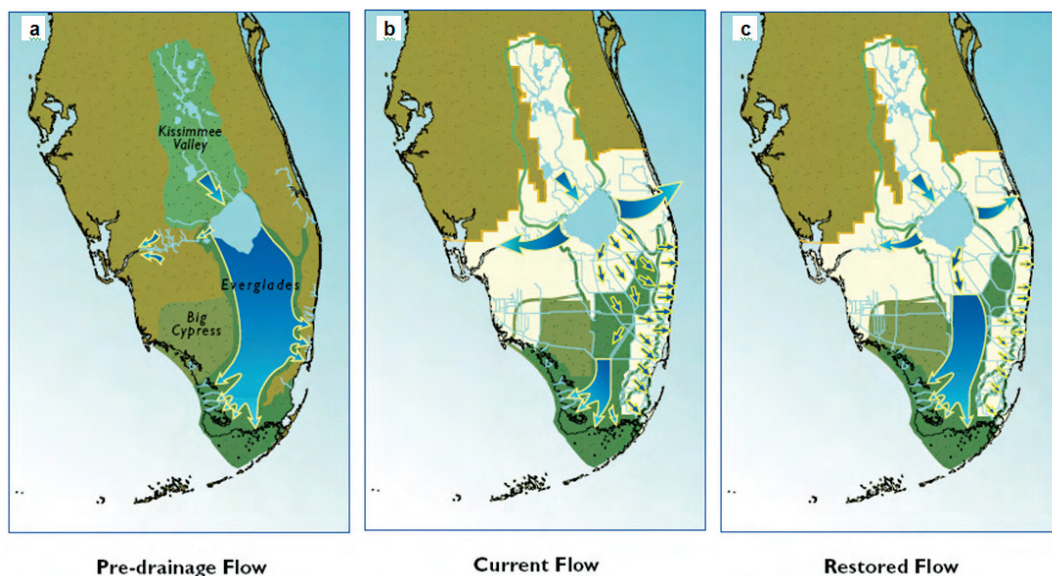 a
b
c
Kissimmee
Valley
Everglades
Big
Cypress
Pre-drainage Flow
Current Flow
Restored Flow